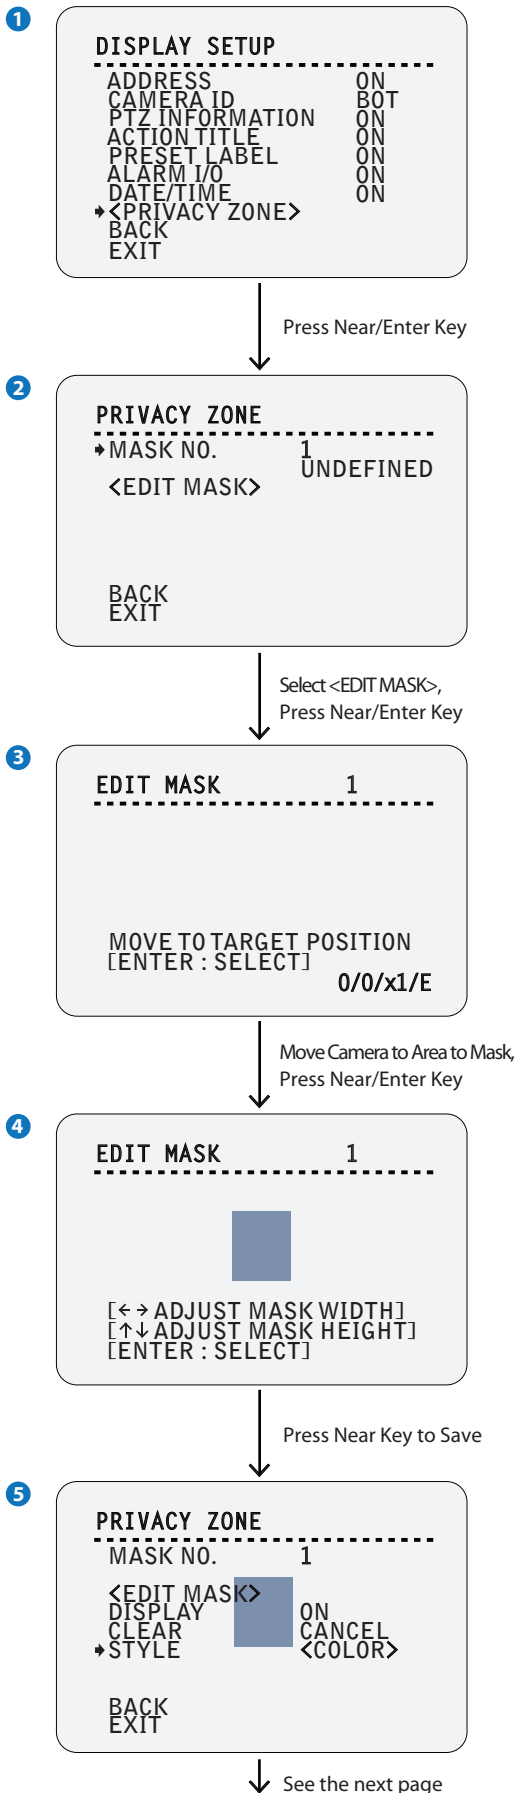 1
DISPLAY SETUP
ADDRESS ON
CAMERA ID BOT
PTZ INFORMATION ON
ACTION TITLE ON
PRESET LABEL ON
ALARM I/O ON
DATE/TIME ON
<PRIVACY ZONE>
BACK
EXIT
Press Near/Enter Key
2
PRIVACY ZONE
MASK NO. 1
UNDEFINED
<EDIT MASK>
BACK
EXIT
Select <EDIT MASK>,
Press Near/Enter Key
3
EDIT MASK 1
MOVE TO TARGET POSITION
[ENTER : SELECT]
0/0/x1/E
Move Camera to Area to Mask,
Press Near/Enter Key
4
EDIT MASK 1
[←→ ADJUST MASK WIDTH]
[↑↓ ADJUST MASK HEIGHT]
[ENTER : SELECT]
Press Near Key to Save
5
PRIVACY ZONE
MASK NO. 1
<EDIT MASK>
DISPLAY ON
CLEAR CANCEL
STYLE <COLOR>
BACK
EXIT
See the next page